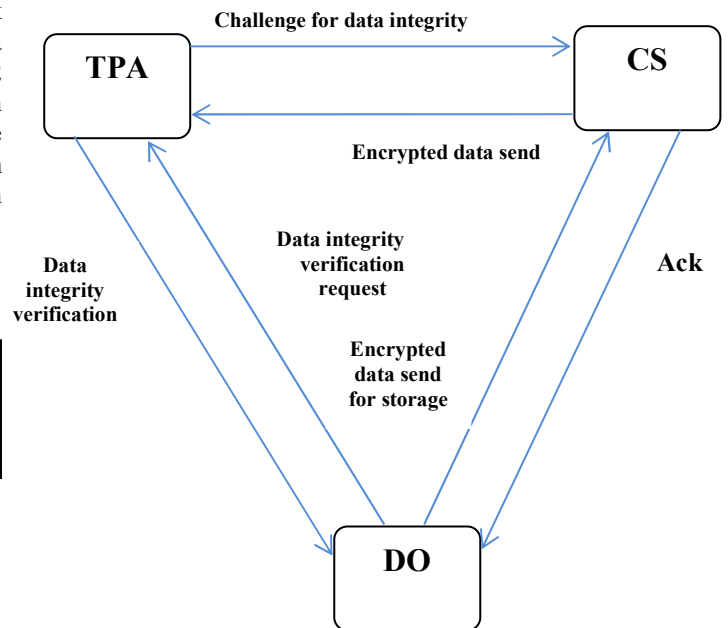 Challenge for data integrity
TPA
CS
Encrypted data send
Data integrity
verification
request
Data
integrity
verification
Ack
Encrypted
data send
for storage
DO